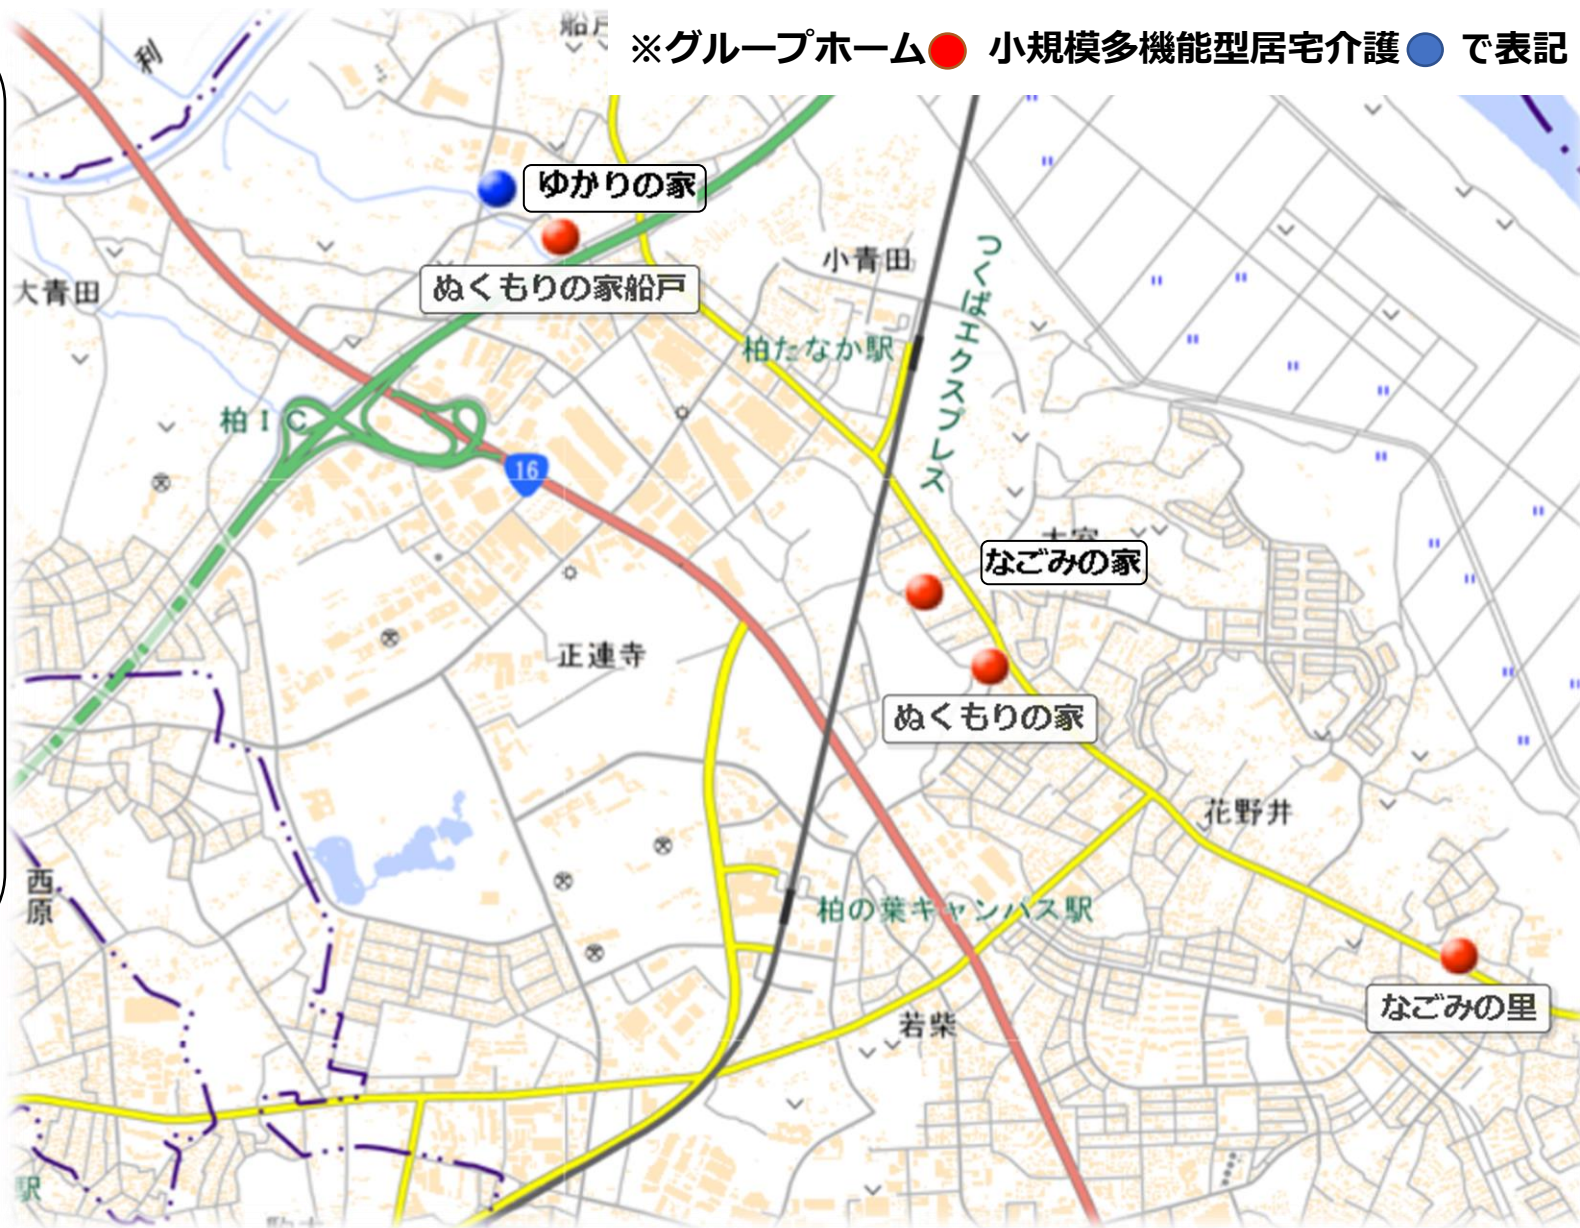 ※グループホーム● 小規模多機能型居宅介護● で表記
利
ゆかりの家
ぬくもりの家船戸
大青田
小青田
つくばエクスプレス
柏たなか駅
柏IC
16
なごみの家
正連寺
ぬくもりの家
花野井
西原
柏の葉キャンパス駅
なごみの里
若柴
駅